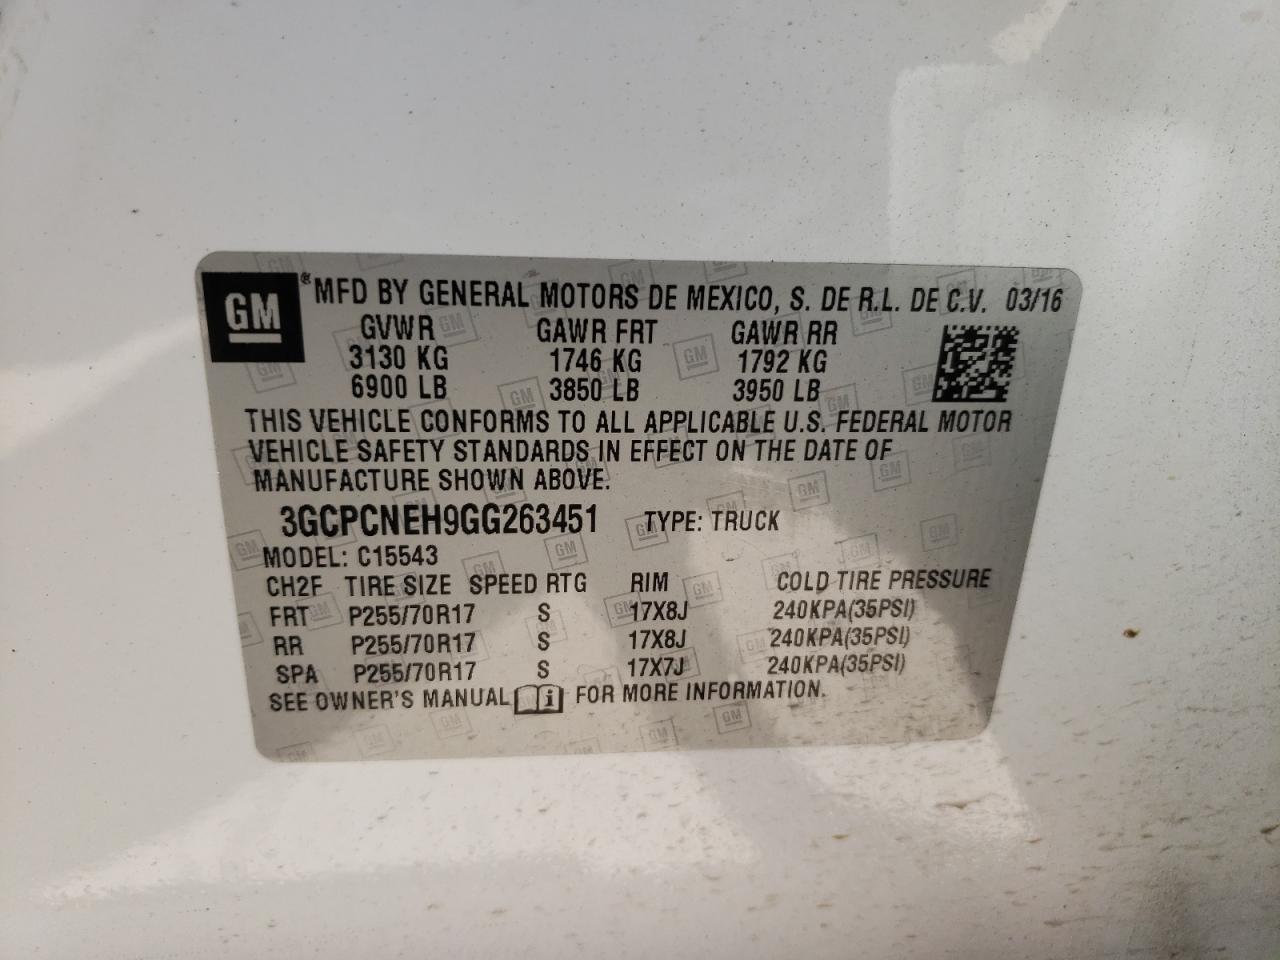 GM ® MFD BY GENERAL MOTORS DE MEXICO, S. DE R.L. DE C.V. 03/16
GVWR GAWR FRT GAWR RR
3130 KG 1746 KG 1792 KG
6900 LB 3850 LB 3950 LB
THIS VEHICLE CONFORMS TO ALL APPLICABLE U.S. FEDERAL MOTOR
VEHICLE SAFETY STANDARDS IN EFFECT ON THE DATE OF
MANUFACTURE SHOWN ABOVE.
3GCPCNEH9GG263451 TYPE: TRUCK
MODEL: C15543
CH2F TIRE SIZE SPEED RTG RIM COLD TIRE PRESSURE
FRT P255/70R17 S 17X8J 240KPA(35PSI)
RR P255/70R17 S 17X8J 240KPA(35PSI)
SPA P255/70R17 S 17X7J 240KPA(35PSI)
SEE OWNER'S MANUAL i FOR MORE INFORMATION.